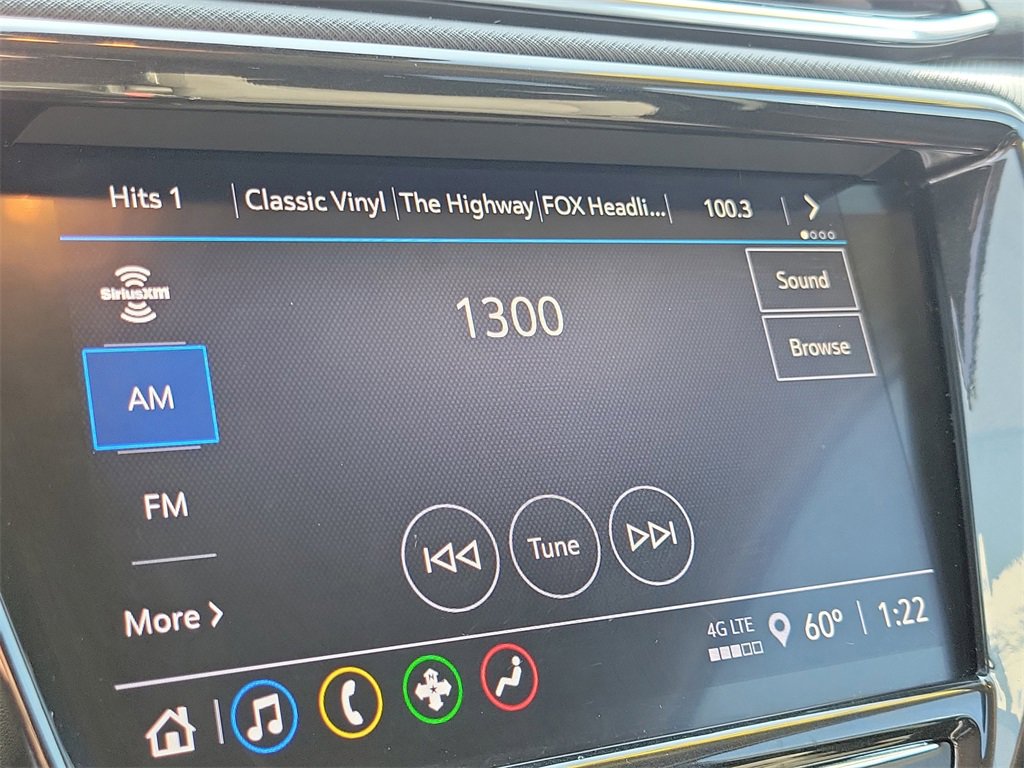 Hits 1 Classic Vinyl The Highway FOX Headli... 100.3
SiriusXM
1300
Sound
Browse
AM
FM
Tune
More
4G LTE 60° 1:22
N